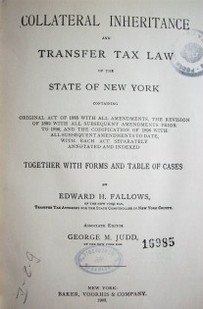 COLLATERAL INHERITANCE
AND
TRANSFER TAX LAW
OF THE
STATE OF NEW YORK
CONTAINING
ORIGINAL ACT OF 1885 WITH ALL AMENDMENTS, THE REVISION
OF 1892 WITH ALL SUBSEQUENT AMENDMENTS PRIOR
TO 1896, AND THE CODIFICATION OF 1896 WITH
ALL SUBSEQUENT AMENDMENTS TO DATE,
WITH EACH ACT SEPARATELY
ANNOTATED AND INDEXED
TOGETHER WITH FORMS AND TABLE OF CASES
BY
EDWARD H. FALLOWS,
OF THE NEW YORK BAR,
TRANSFER TAX ATTORNEY FOR THE STATE COMPTROLLER IN NEW YORK COUNTY.
ASSOCIATE EDITOR
GEORGE M. JUDD,
OF THE NEW YORK BAR.
16985
NEW YORK:
BAKER, VOORHIS & COMPANY.